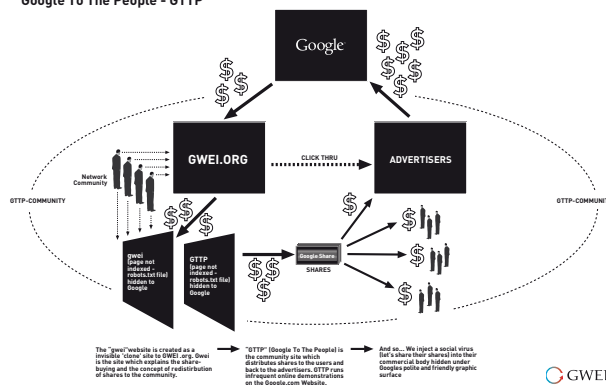 Google To The People - GTTP
Google
GWEI.ORG
CLICK THRU
ADVERTISERS
Network
Community
GTTP-COMMUNITY
GTTP-COMMUNIT
gwei
(page not
indexed -
robots.txt file)
hidden to
Google
GTTP
(page not
indexed -
robots.txt file)
hidden to
Google
Google Share
SHARES
The "gwei"website is created as a
invisible 'clone' site to GWEI .org. Gwei
is the site which explains the share-
buying and the concept of redistirbution
of shares to the community.
"GTTP" (Google To The People) is
the community site which
distributes shares to the users and
back to the advertisers. GTTP runs
infrequent online demonstrations
on the Google.com Website.
And so... We inject a social virus
(let's share their shares) into their
commercial body hidden under
Googles polite and friendly graphic
surface
GWEI